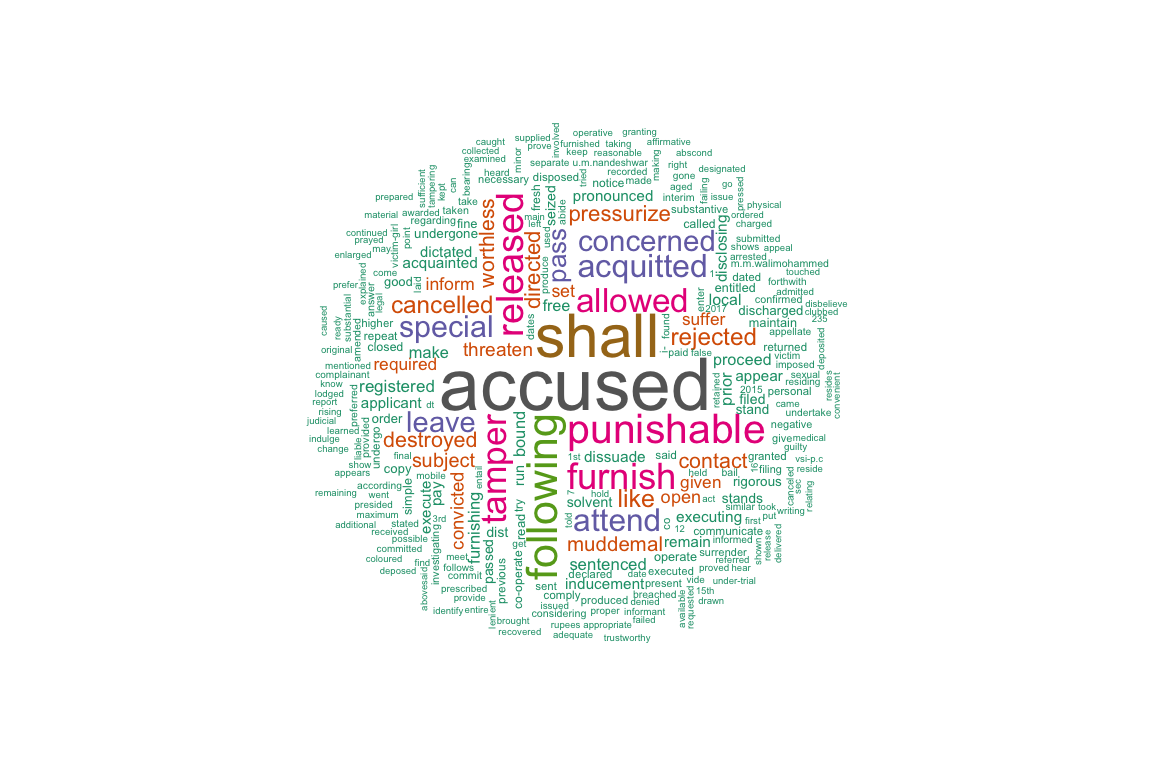 caught
supplied
prove
involved
operative
granting
collected
furnished
taking
affirmative
examined
minor
keep
reasonable
making
abscond
heard
separate
u.m.nandeshwar
right
designated
sufficient
tampering
kept
can
bearing
necessary
disposed
tried
recorded
gone
failing
go
pressed
notice
made
aged
interim
issue
physical
prepared
take
worthless
released
fresh
seized
abide
pronounced
material
awarded
taken
main
pressurize
substantive
ordered
regarding
fine
left
called
charged
continued
point
undergone
directed
used
pass
concerned
disclosing
submitted
prayed
may
victim-girl
dictated
shows
appeal
enlarged
acquainted
produce
acquitted
arrested
m.m.walimohammed
explained
come
good
laid
inform
1
dated
touched
prefer
answer
legal
set
allowed
enter
entitled
forthwith
admitted
cancelled
free
2017
local
confirmed
disbelieve
caused
ready
substantial
higher
special
dates
shall
found
suffer
discharged
clubbed
235
repeat
rejected
maintain
appellate
deposited
original
amended
closed
make
threaten
paid
false
returned
mentioned
required
proceed
victim
imposed
complainant
accused
retained
prior
appear
sexual
know
preferred
registered
2015
residing
resides
convenient
lodged
applicant
dt
filed
personal
report
came
rising
order
leave
tamper
bound
following
punishable
stand
undertake
judicial
liable
provided
undergo
negative
learned
destroyed
give
medical
indulge
1st
dissuade
said
guilty
change
final
subject
contact
granted
vsi-p.c
show
copy
16
filing
reside
appears
mobile
entail
run
furnish
held
bail
canceled
sec
relating
according
simple
execute
pay
convicted
given
rigorous
remaining
went
7
hold
like
open
act
stands
presided
solvent
similar
took
writing
maximum
3rd
furnishing
try
read
told
attend
co
executing
first
put
additional
stated
dist
12
communicate
received
possible
passed
get
muddemal
remain
informed
shown
release
delivered
committed
investigating
meet
operate
surrender
coloured
find
follows
previous
co-operate
sentenced
referred
deposed
commit
declared
date
executed
proved
hear
abovesaid
prescribed
sent
inducement
present
vide
under-trial
provide
comply
breached
available
requested
15th
identify
entire
lenient
issued
produced
denied
drawn
considering
proper
informant
brought
rupees
appropriate
failed
recovered
adequate
trustworthy